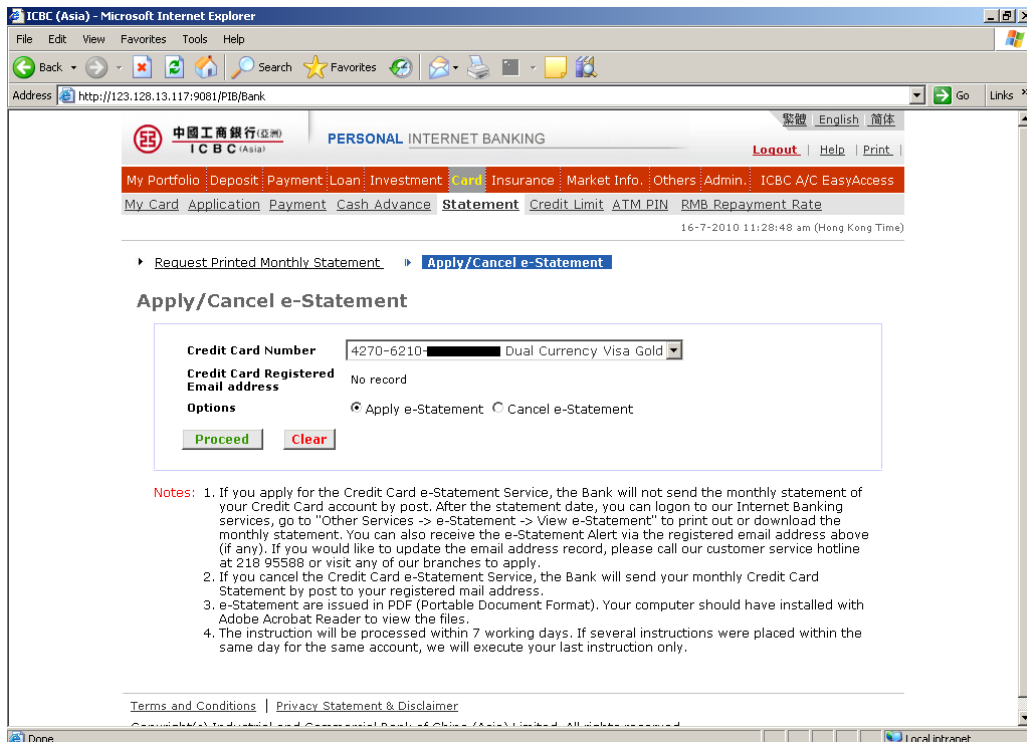 ICBC (Asia) - Microsoft Internet Explorer
File Edit View Favorites Tools Help
Back Search Favorites
Address http://123.128.13.117:9081/PIB/Bank Go Links
中國工商銀行(亞洲)
ICBC (Asia)
PERSONAL INTERNET BANKING
繁體 English 简体
Logout | Help | Print |
My Portfolio Deposit Payment Loan Investment Card Insurance Market Info. Others Admin. ICBC A/C EasyAccess
My Card Application Payment Cash Advance Statement Credit Limit ATM PIN RMB Repayment Rate
16-7-2010 11:28:48 am (Hong Kong Time)
Request Printed Monthly Statement Apply/Cancel e-Statement
Apply/Cancel e-Statement
Credit Card Number 4270-6210- Dual Currency Visa Gold
Credit Card Registered
Email address No record
Options Apply e-Statement Cancel e-Statement
Proceed Clear
Notes: 1. If you apply for the Credit Card e-Statement Service, the Bank will not send the monthly statement of
your Credit Card account by post. After the statement date, you can logon to our Internet Banking
services, go to "Other Services -> e-Statement -> View e-Statement" to print out or download the
monthly statement. You can also receive the e-Statement Alert via the registered email address above
(if any). If you would like to update the email address record, please call our customer service hotline
at 218 95588 or visit any of our branches to apply.
2. If you cancel the Credit Card e-Statement Service, the Bank will send your monthly Credit Card
Statement by post to your registered mail address.
3. e-Statement are issued in PDF (Portable Document Format). Your computer should have installed with
Adobe Acrobat Reader to view the files.
4. The instruction will be processed within 7 working days. If several instructions were placed within the
same day for the same account, we will execute your last instruction only.
Terms and Conditions | Privacy Statement & Disclaimer
Copyright(c) Industrial and Commercial Bank of China (Asia) Limited. All rights reserved.
Done Local intranet